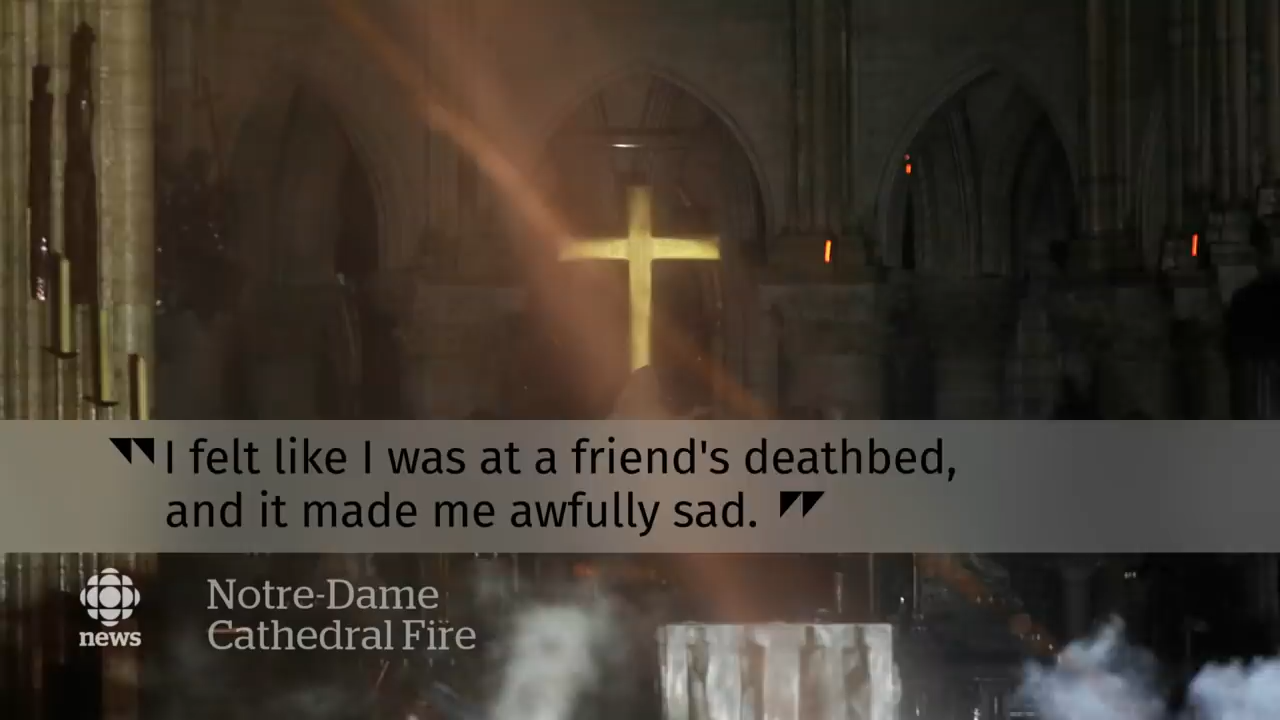 "I felt like I was at a friend's deathbed,
and it made me awfully sad."
news
Notre-Dame
Cathedral Fire